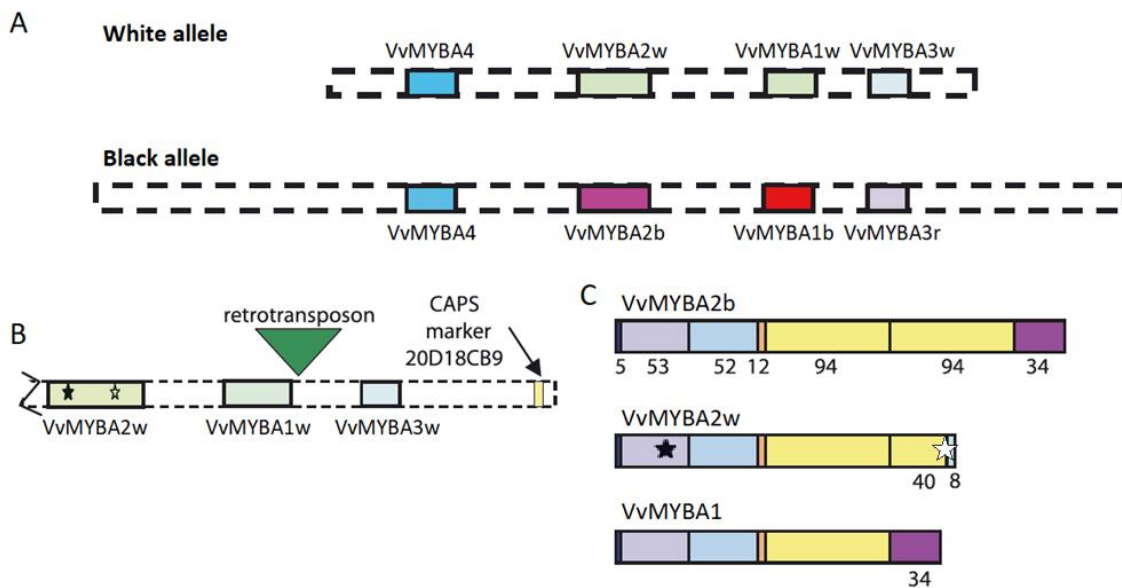 A
White allele
VvMYBA4 VvMYBA2w VvMYBA1w VvMYBA3w
Black allele
VvMYBA4 VvMYBA2b VvMYBA1b VvMYBA3r
B
retrotransposon
CAPS
marker
20D18CB9
VvMYBA2w VvMYBA1w VvMYBA3w
C
VvMYBA2b
5 53 52 12 94 94 34
VvMYBA2w
40 8
VvMYBA1
34